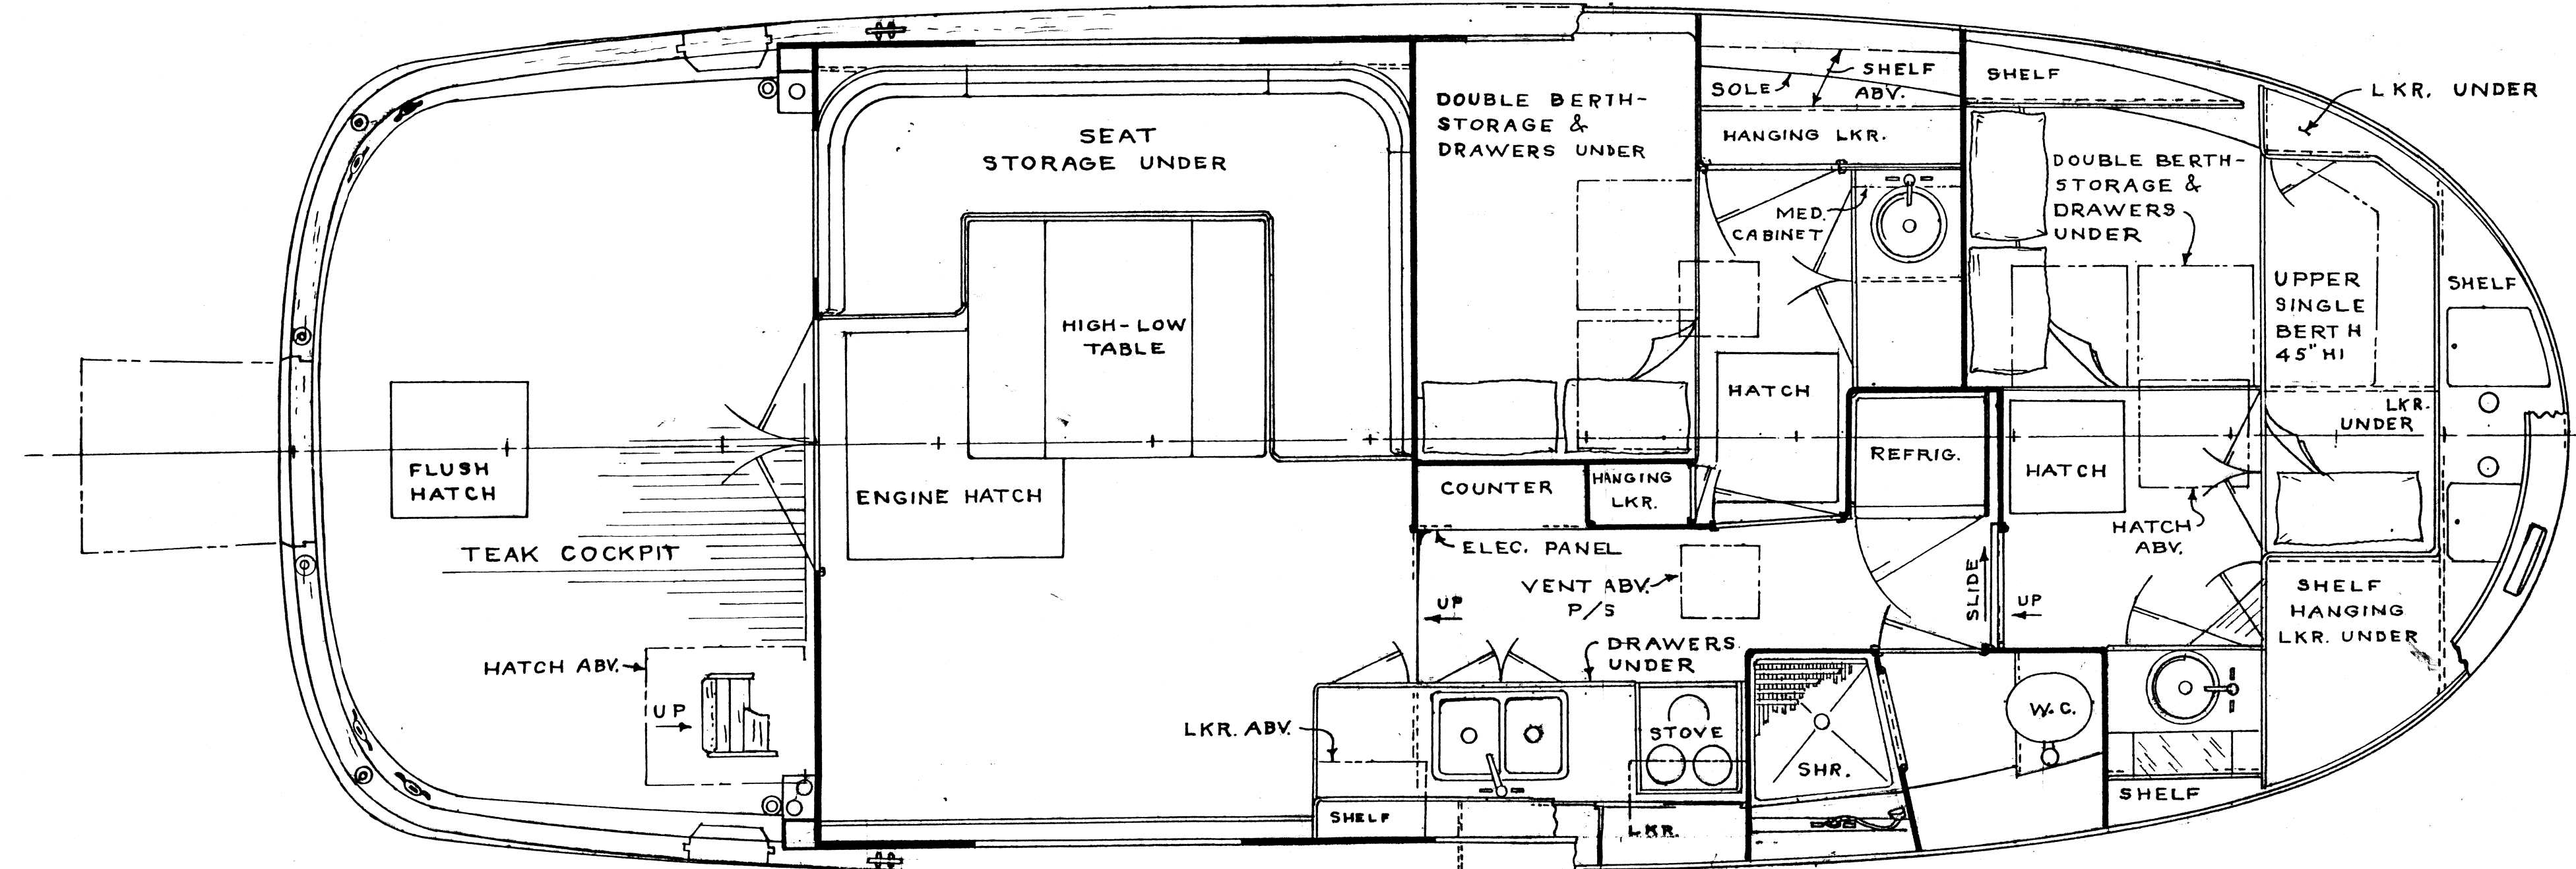 FLUSH
HATCH
TEAK COCKPIT
HATCH ABV.
UP
SEAT
STORAGE UNDER
HIGH-LOW
TABLE
ENGINE HATCH
LKR. ABV.
SHELF
DOUBLE BERTH-
STORAGE &
DRAWERS UNDER
COUNTER
HANGING
LKR.
ELEC. PANEL
UP
VENT ABV.
P/S
DRAWERS
UNDER
STOVE
LKR.
SHR.
SOLE
SHELF
ABV.
HANGING LKR.
MED.
CABINET
HATCH
REFRIG.
SLIDE
UP
W.C.
SHELF
DOUBLE BERTH-
STORAGE &
DRAWERS
UNDER
HATCH
HATCH
ABV.
SHELF
LKR. UNDER
UPPER
SINGLE
BERTH
45" HI
LKR.
UNDER
SHELF
SHELF
HANGING
LKR. UNDER